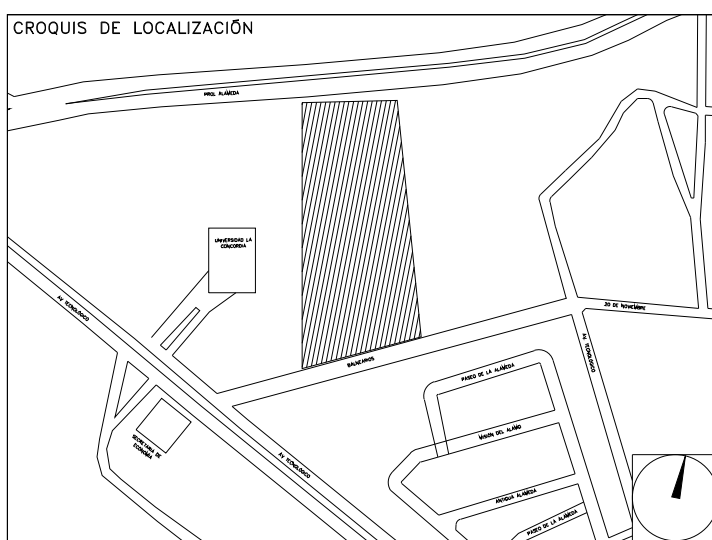 CROQUIS DE LOCALIZACIÓN
PROL ALAMEDA
UNIVERSIDAD LA
CONCORDIA
AV TECNOLOGICO
20 DE NOVIEMBRE
BALNEARIOS
AV TECNOLOGICO
PASEO DE LA ALAMEDA
MISION DEL ALAMO
SECRETARIA DE
ECONOMIA
AV TECNOLOGICO
ANTIGUA ALAMEDA
PASEO DE LA ALAMEDA